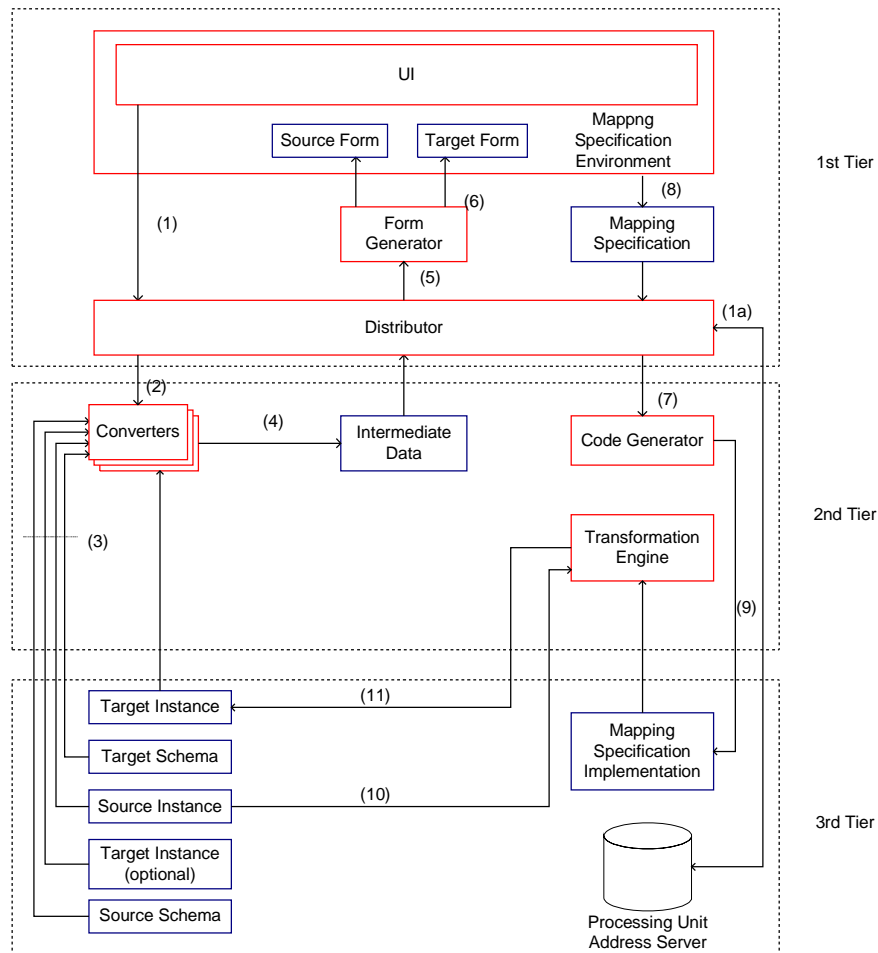 UI
Source Form
Target Form
Mappng
Specification
Environment
1st Tier
(1)
(6)
(8)
Form
Generator
Mapping
Specification
(5)
(1a)
Distributor
(2)
(7)
Converters
(4)
Intermediate
Data
Code Generator
2nd Tier
(3)
Transformation
Engine
(9)
Target Instance
(11)
Mapping
Specification
Implementation
Target Schema
Source Instance
(10)
3rd Tier
Target Instance
(optional)
Source Schema
Processing Unit
Address Server